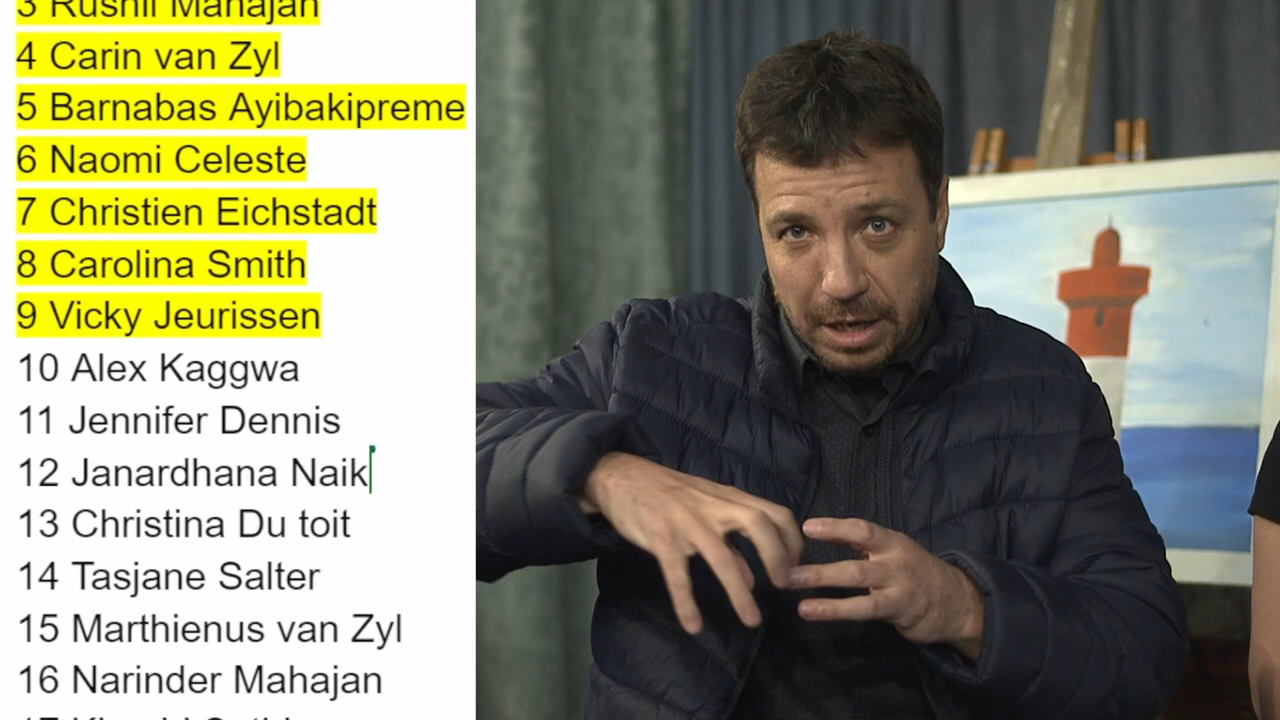 3 Rushil Mahajan
4 Carin van Zyl
5 Barnabas Ayibakipreme
6 Naomi Celeste
7 Christien Eichstadt
8 Carolina Smith
9 Vicky Jeurissen
10 Alex Kaggwa
11 Jennifer Dennis
12 Janardhana Naik
13 Christina Du toit
14 Tasjane Salter
15 Marthienus van Zyl
16 Narinder Mahajan
17